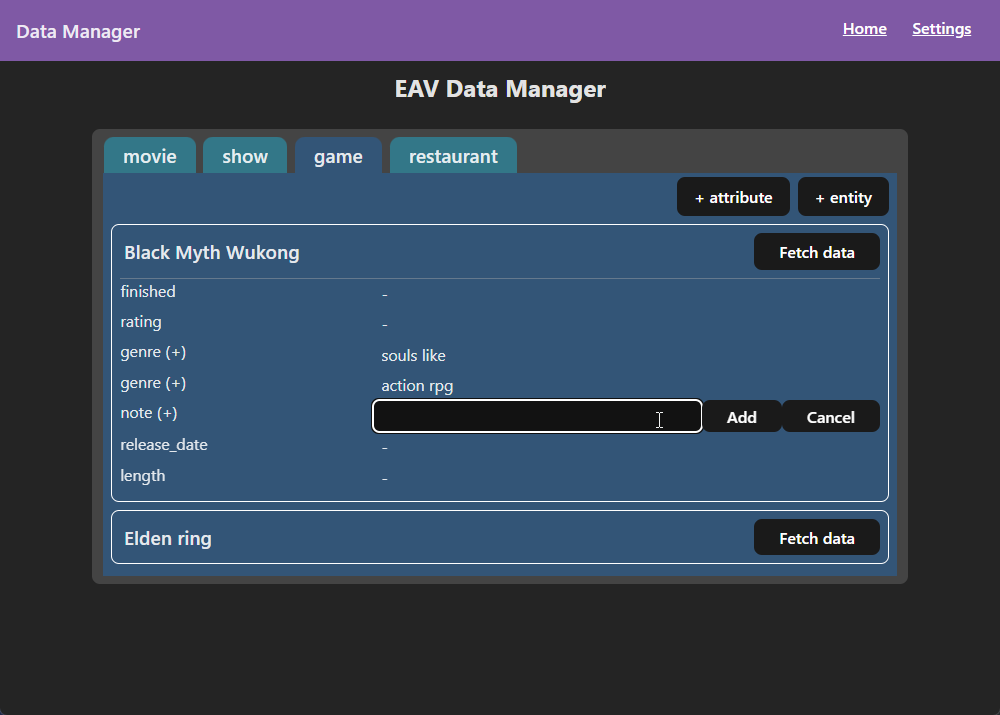 Data Manager
Home Settings
EAV Data Manager
movie show game restaurant
+ attribute + entity
Black Myth Wukong Fetch data
finished -
rating -
genre (+) souls like
genre (+) action rpg
note (+) Add Cancel
release_date -
length -
Elden ring Fetch data